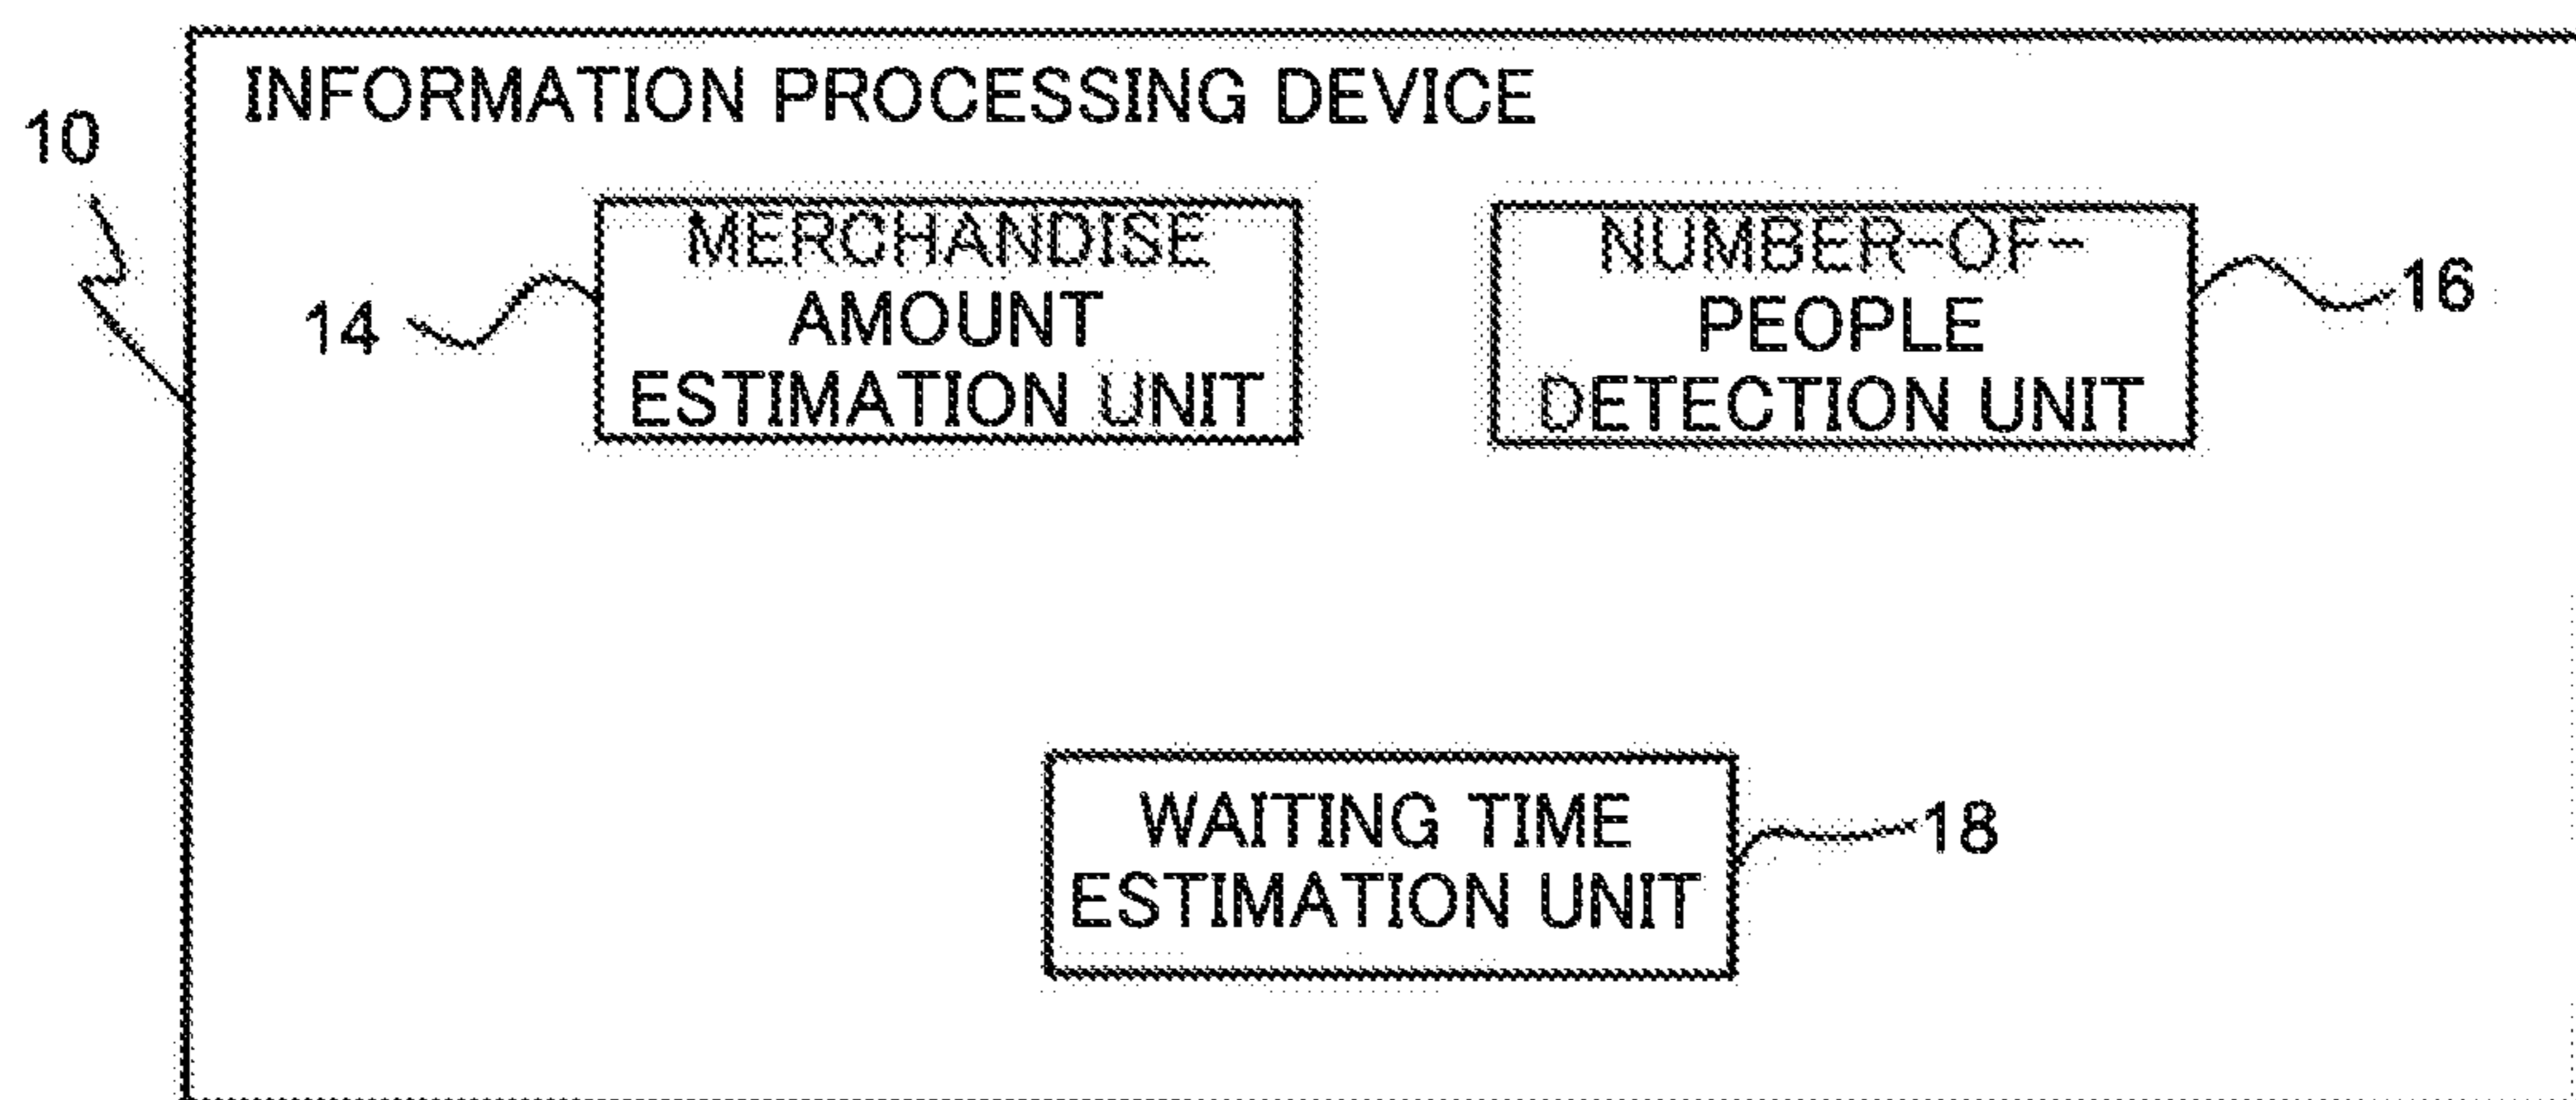 INFORMATION PROCESSING DEVICE
10
MERCHANDISE
AMOUNT
ESTIMATION UNIT
14
NUMBER-OF-
PEOPLE
DETECTION UNIT
16
WAITING TIME
ESTIMATION UNIT
18